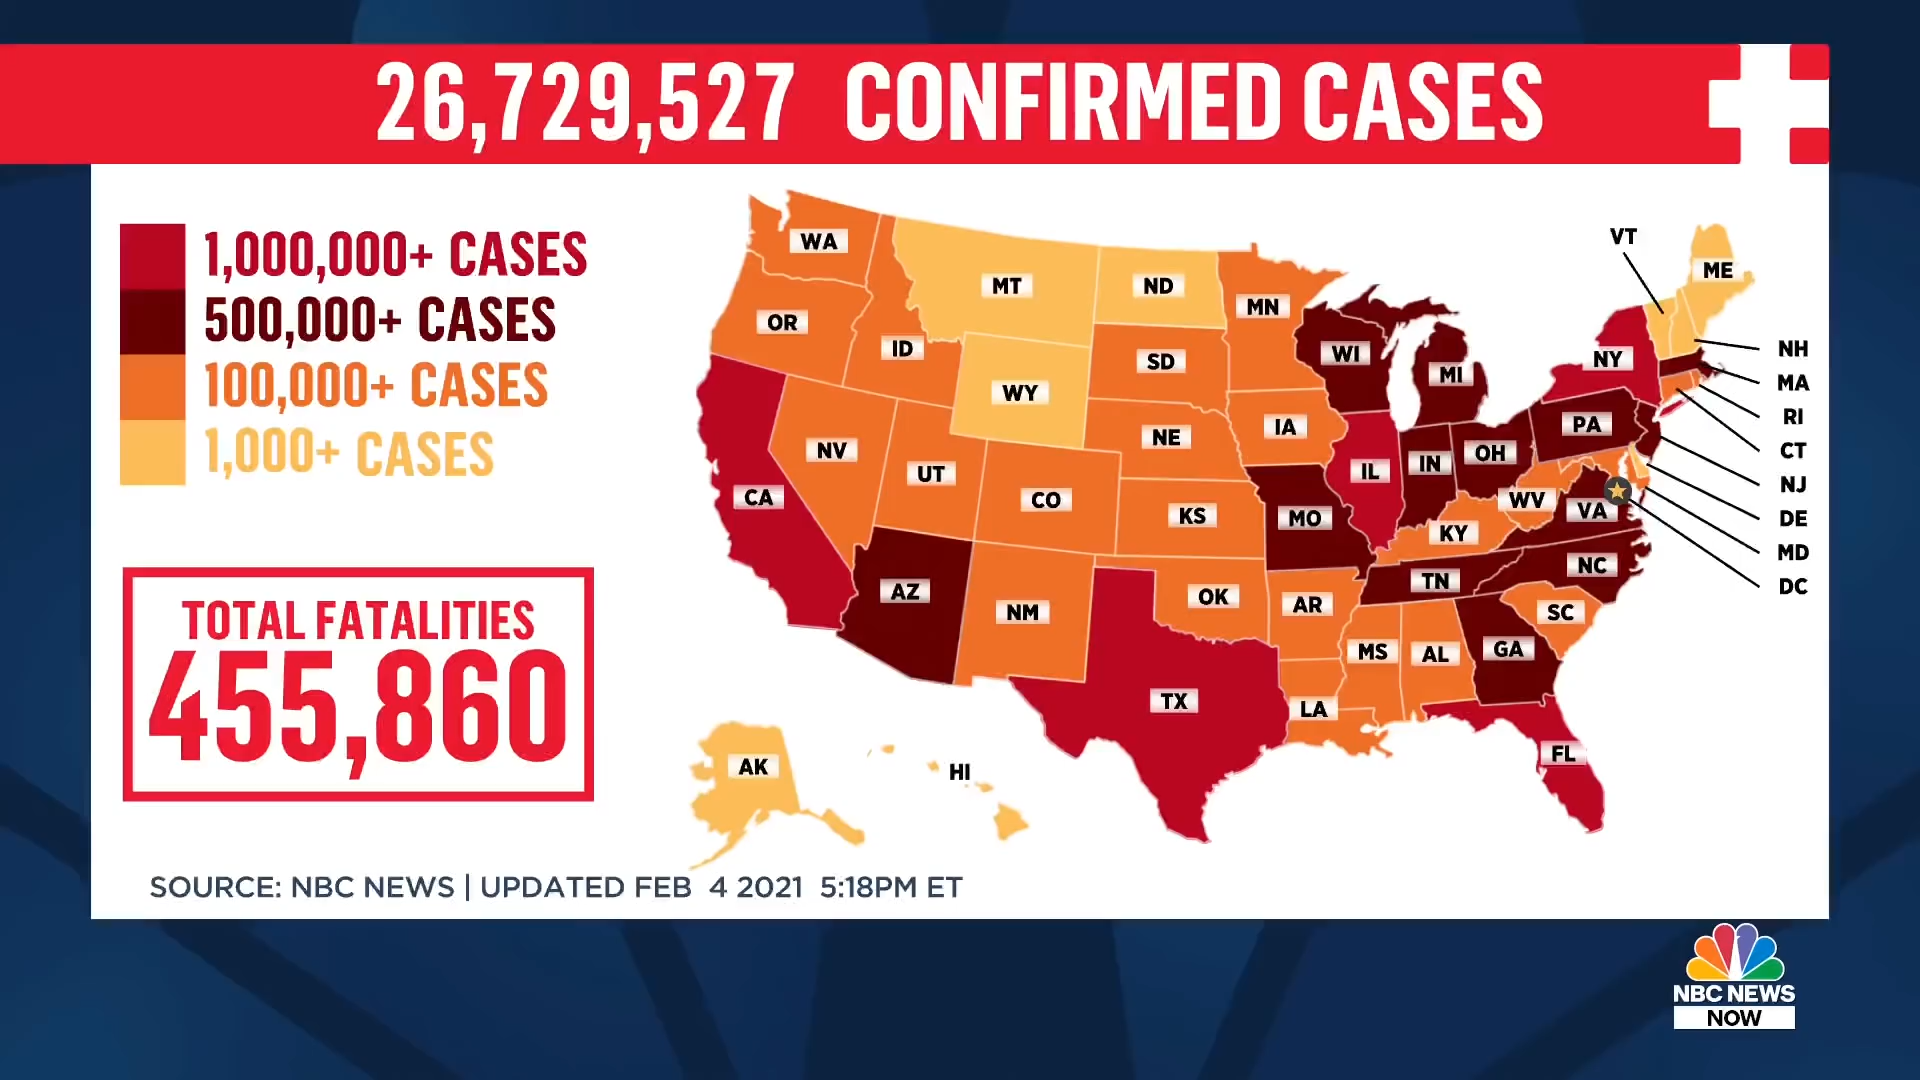 26,729,527 CONFIRMED CASES
1,000,000+ CASES
500,000+ CASES
100,000+ CASES
1,000+ CASES
TOTAL FATALITIES
455,860
WA
OR
ID
MT
ND
MN
SD
WY
WI
MI
NY
VT
ME
NH
MA
RI
CT
NJ
DE
MD
DC
CA
NV
UT
CO
NE
IA
KS
MO
IL
IN
OH
PA
WV
VA
KY
NC
TN
SC
AZ
NM
OK
AR
MS
AL
GA
TX
LA
FL
AK
HI
SOURCE: NBC NEWS | UPDATED FEB 4 2021 5:18PM ET
NBC NEWS
NOW